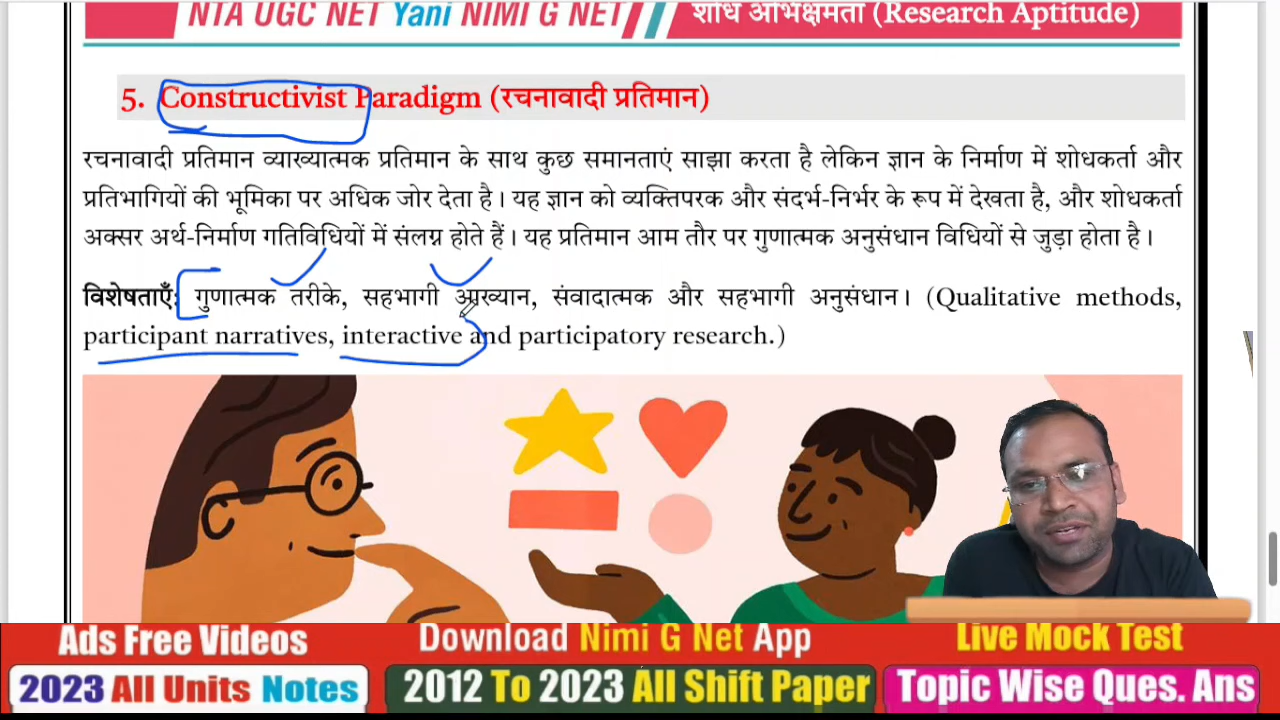 NTA UGC NET Yani NIMI G NET
शोध अभिक्षमता (Research Aptitude)
5. Constructivist Paradigm (रचनावादी प्रतिमान)
रचनावादी प्रतिमान व्याख्यात्मक प्रतिमान के साथ कुछ समानताएं साझा करता है लेकिन ज्ञान के निर्माण में शोधकर्ता और
प्रतिभागियों की भूमिका पर अधिक जोर देता है। यह ज्ञान को व्यक्तिपरक और संदर्भ-निर्भर के रूप में देखता है, और शोधकर्ता
अक्सर अर्थ-निर्माण गतिविधियों में संलग्न होते हैं। यह प्रतिमान आम तौर पर गुणात्मक अनुसंधान विधियों से जुड़ा होता है।
विशेषताएँ: गुणात्मक तरीके, सहभागी आख्यान, संवादात्मक और सहभागी अनुसंधान। (Qualitative methods,
participant narratives, interactive and participatory research.)
Ads Free Videos
Download Nimi G Net App
Live Mock Test
2023 All Units Notes
2012 To 2023 All Shift Paper
Topic Wise Ques. Ans